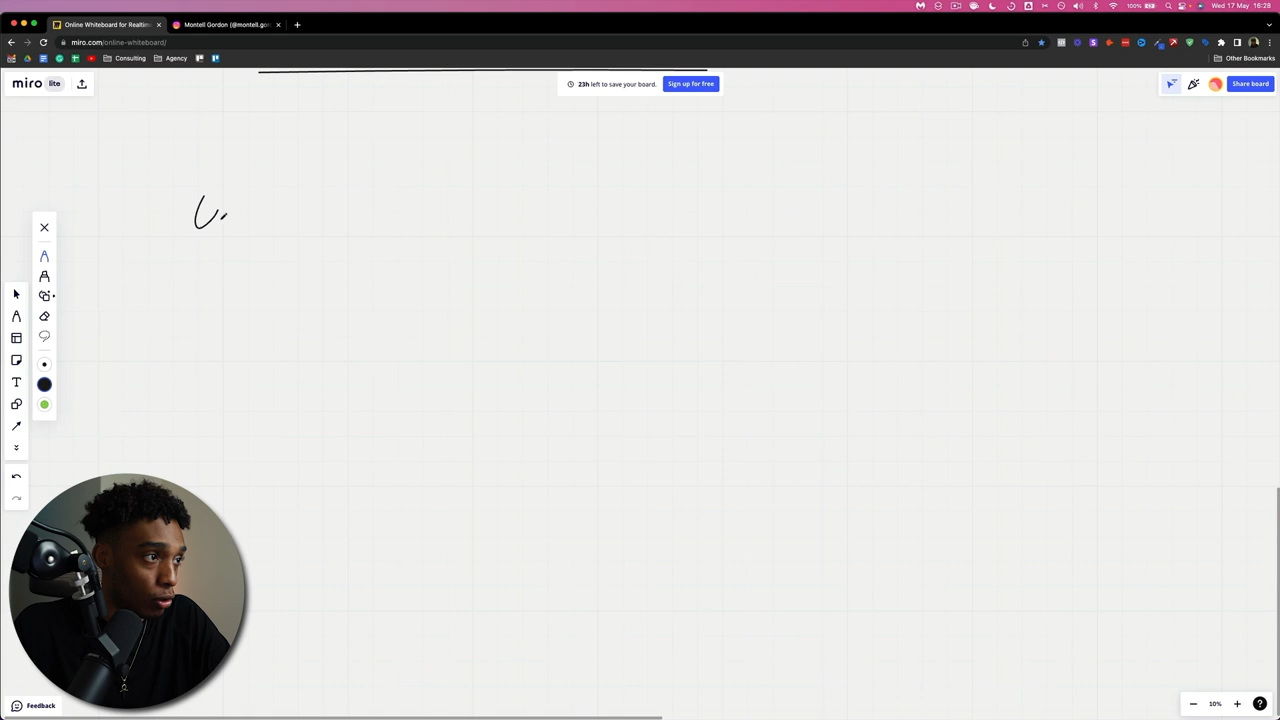 Wed 17 May 16:28
100%
Online Whiteboard for Realtim
Montell Gordon (@montell.gor
miro.com/online-whiteboard/
Consulting
Agency
Other Bookmarks
miro lite
23h left to save your board.
Sign up for free
Share board
T
Feedback
10%